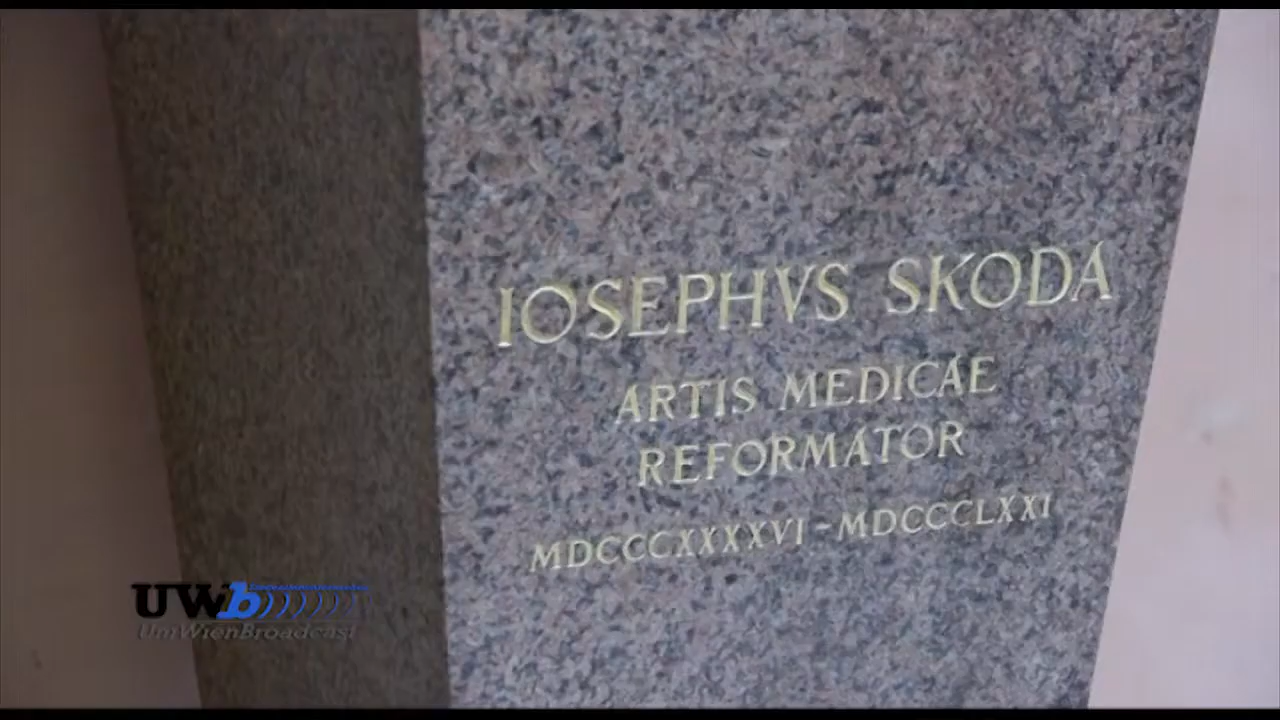 IOSEPHVS SKODA
ARTIS MEDICAE
REFORMATOR
MDCCCXXXXVI - MDCCCLXXI
UWb
UniWienBroadcast